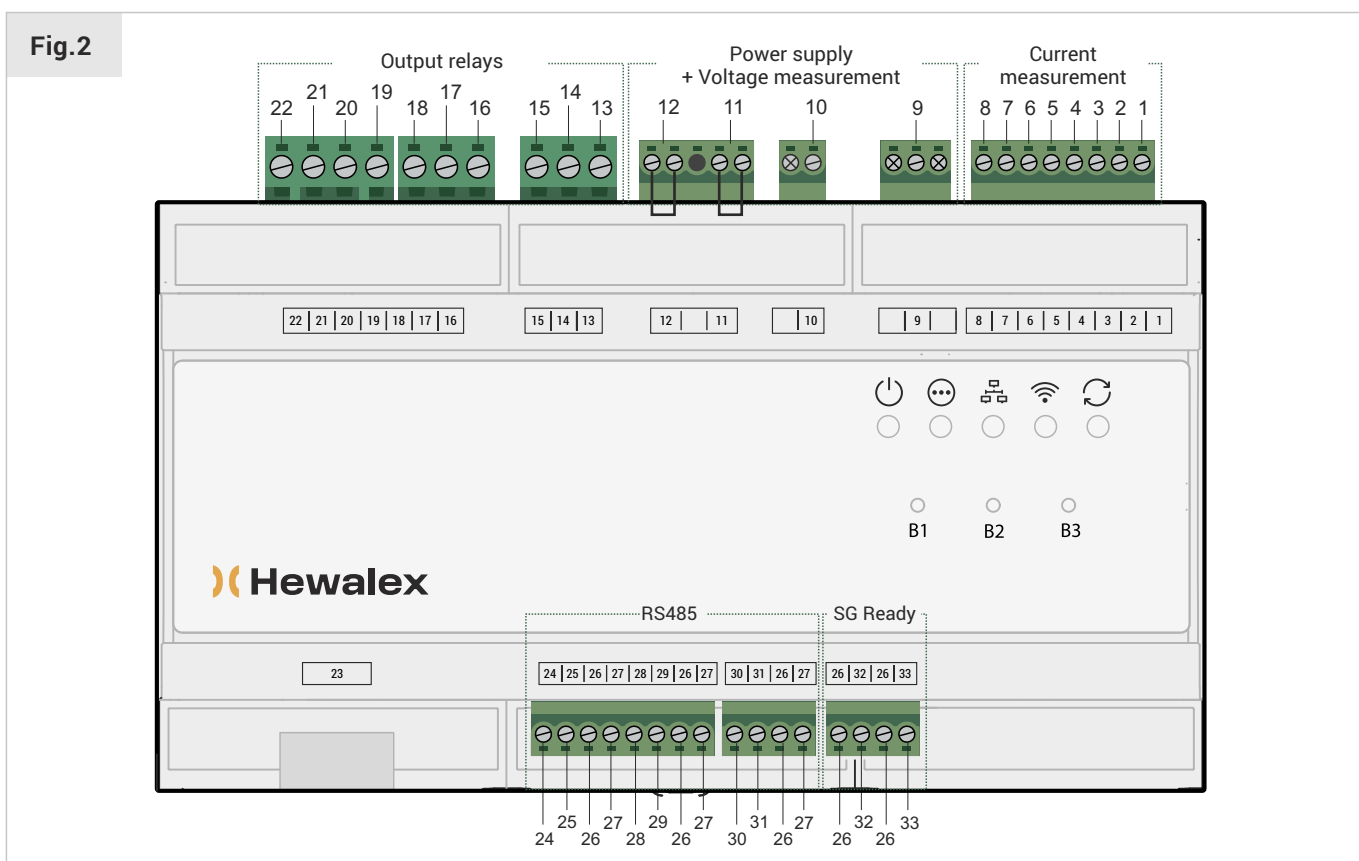 Fig.2
Output relays
Power supply
+ Voltage measurement
Current
measurement
22 21 20 19 18 17 16 15 14 13 12 11 10 9 8 7 6 5 4 3 2 1
22 21 20 19 18 17 16 15 14 13 12 11 10 9 8 7 6 5 4 3 2 1
B1 B2 B3
Hewalex
RS485 SG Ready
23 24 25 26 27 28 29 26 27 30 31 26 27 26 32 26 33
24 25 26 27 28 29 26 27 30 31 26 27 26 32 26 33